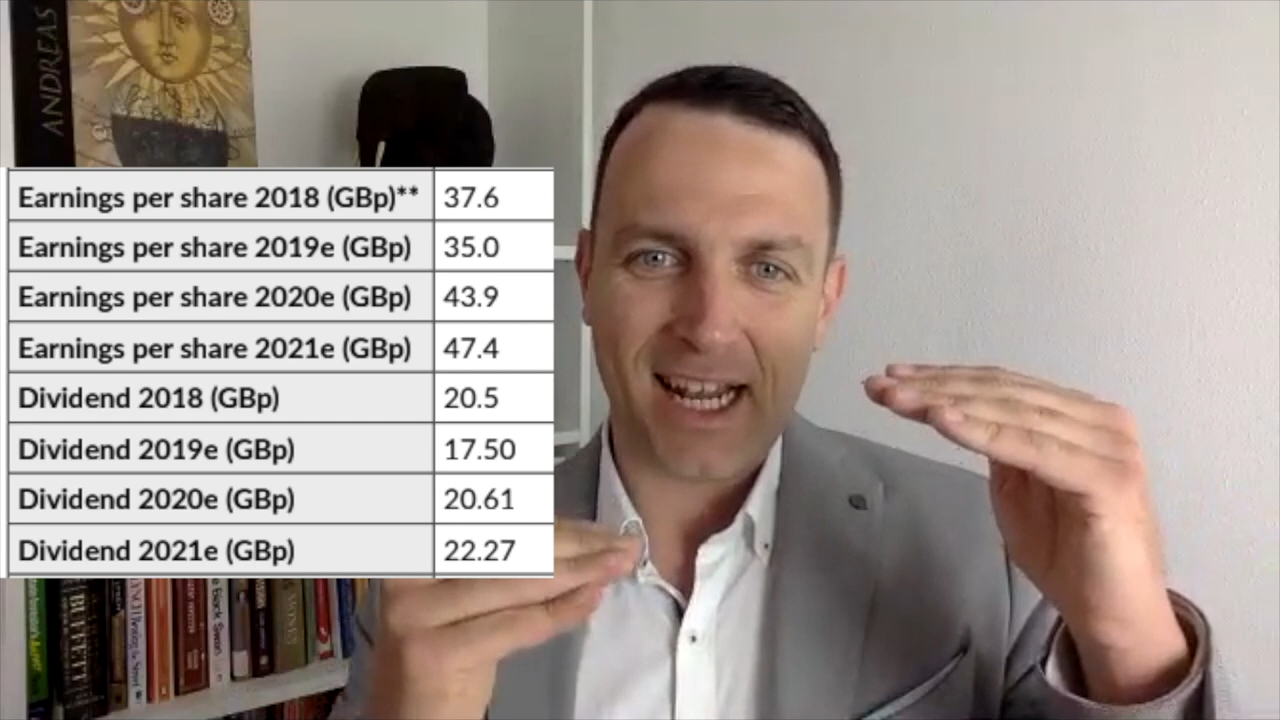 ANDREAS
Earnings per share 2018 (GBp)** 37.6
Earnings per share 2019e (GBp) 35.0
Earnings per share 2020e (GBp) 43.9
Earnings per share 2021e (GBp) 47.4
Dividend 2018 (GBp) 20.5
Dividend 2019e (GBp) 17.50
Dividend 2020e (GBp) 20.61
Dividend 2021e (GBp) 22.27
BUFFETT
Black Swan